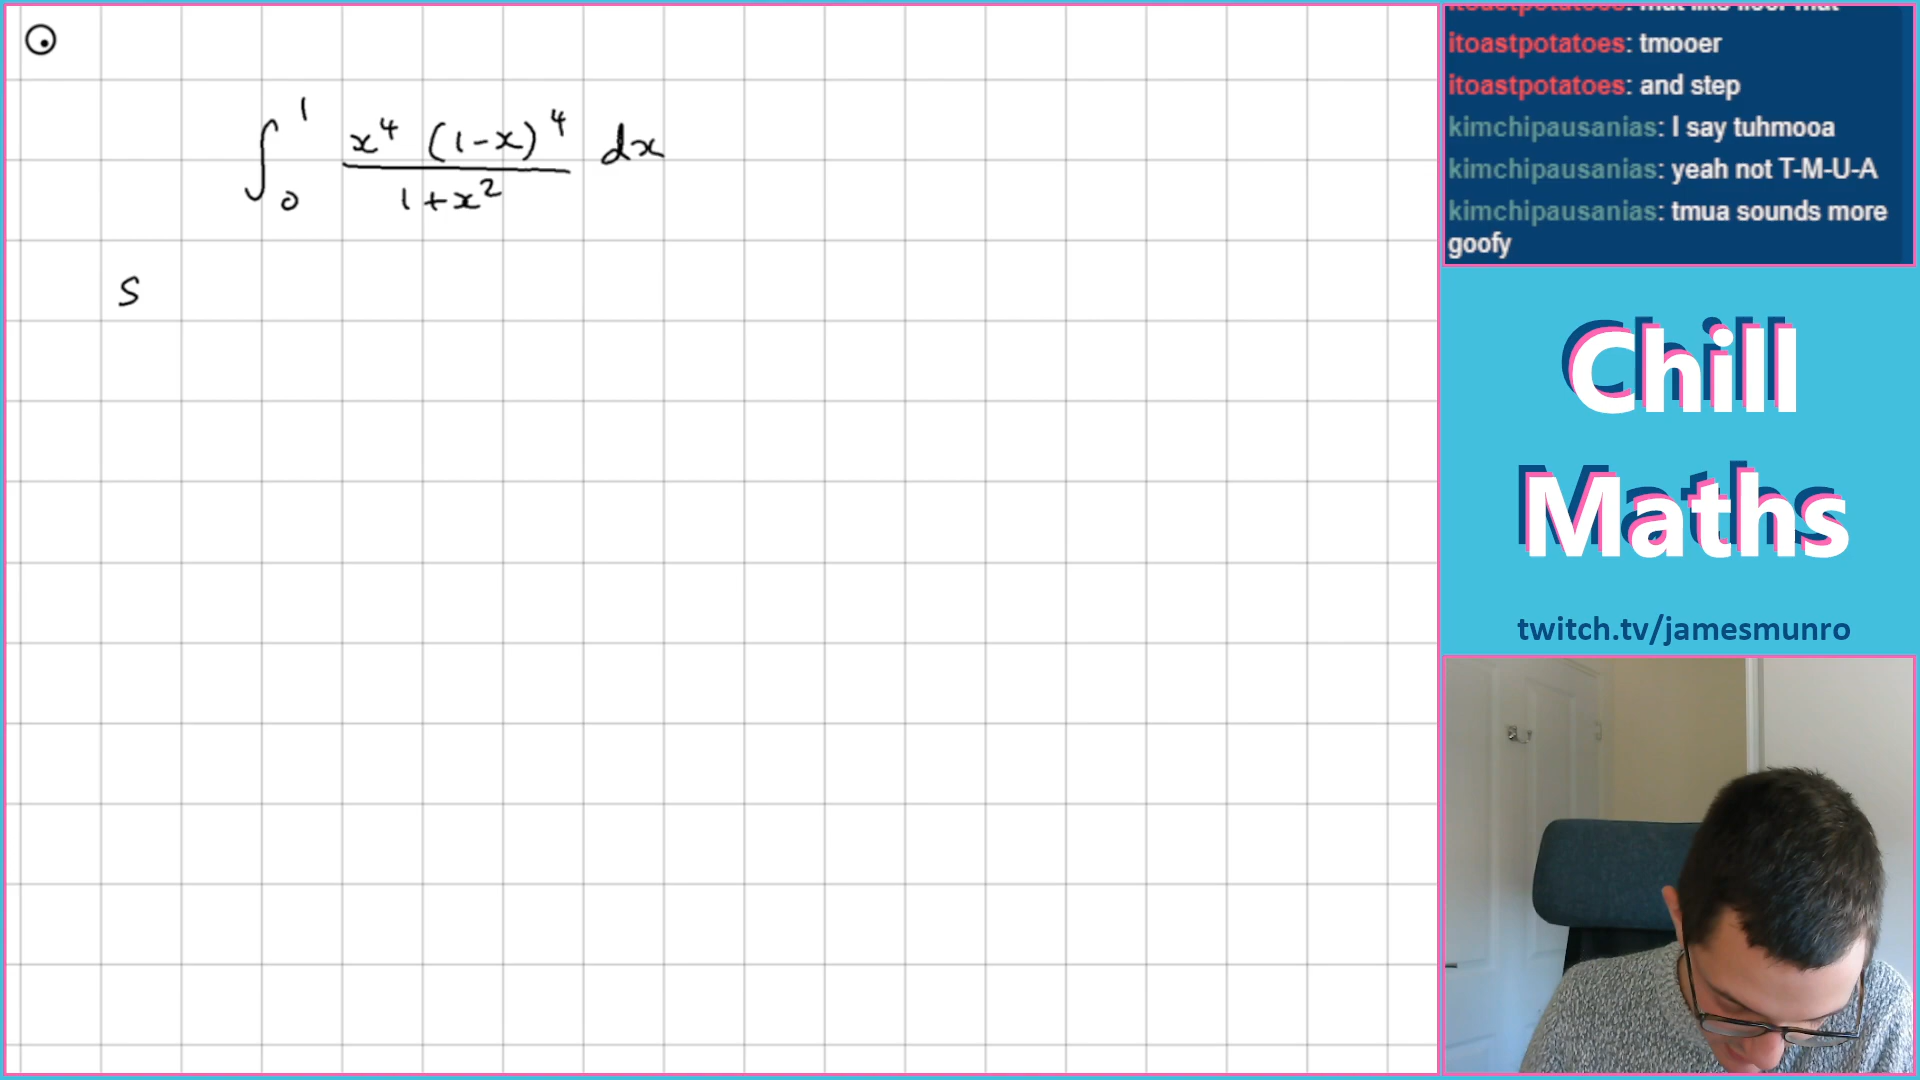 ∫₀¹ x⁴ (1-x)⁴ / 1+x² dx
S
itoastpotatoes: tmooer
itoastpotatoes: and step
kimchipausanias: I say tuhmooa
kimchipausanias: yeah not T-M-U-A
kimchipausanias: tmua sounds more
goofy
Chill
Maths
twitch.tv/jamesmunro